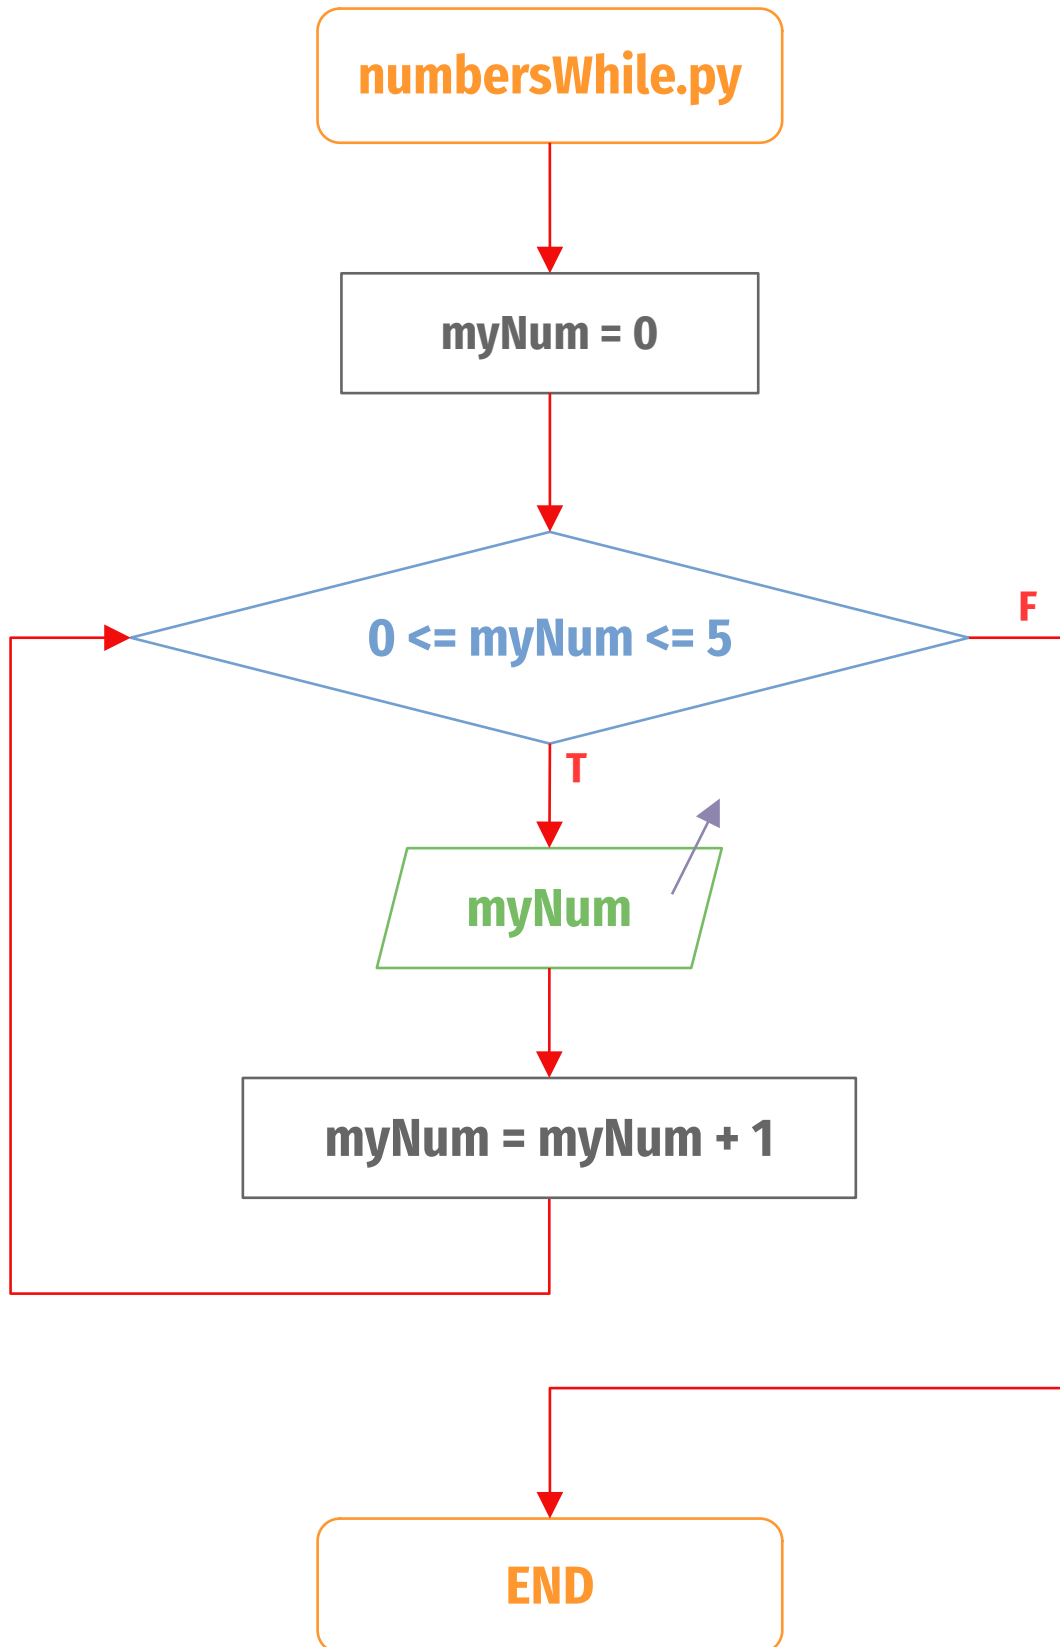 numbersWhile.py
myNum = 0
0 <= myNum <= 5
F
T
myNum
myNum = myNum + 1
END